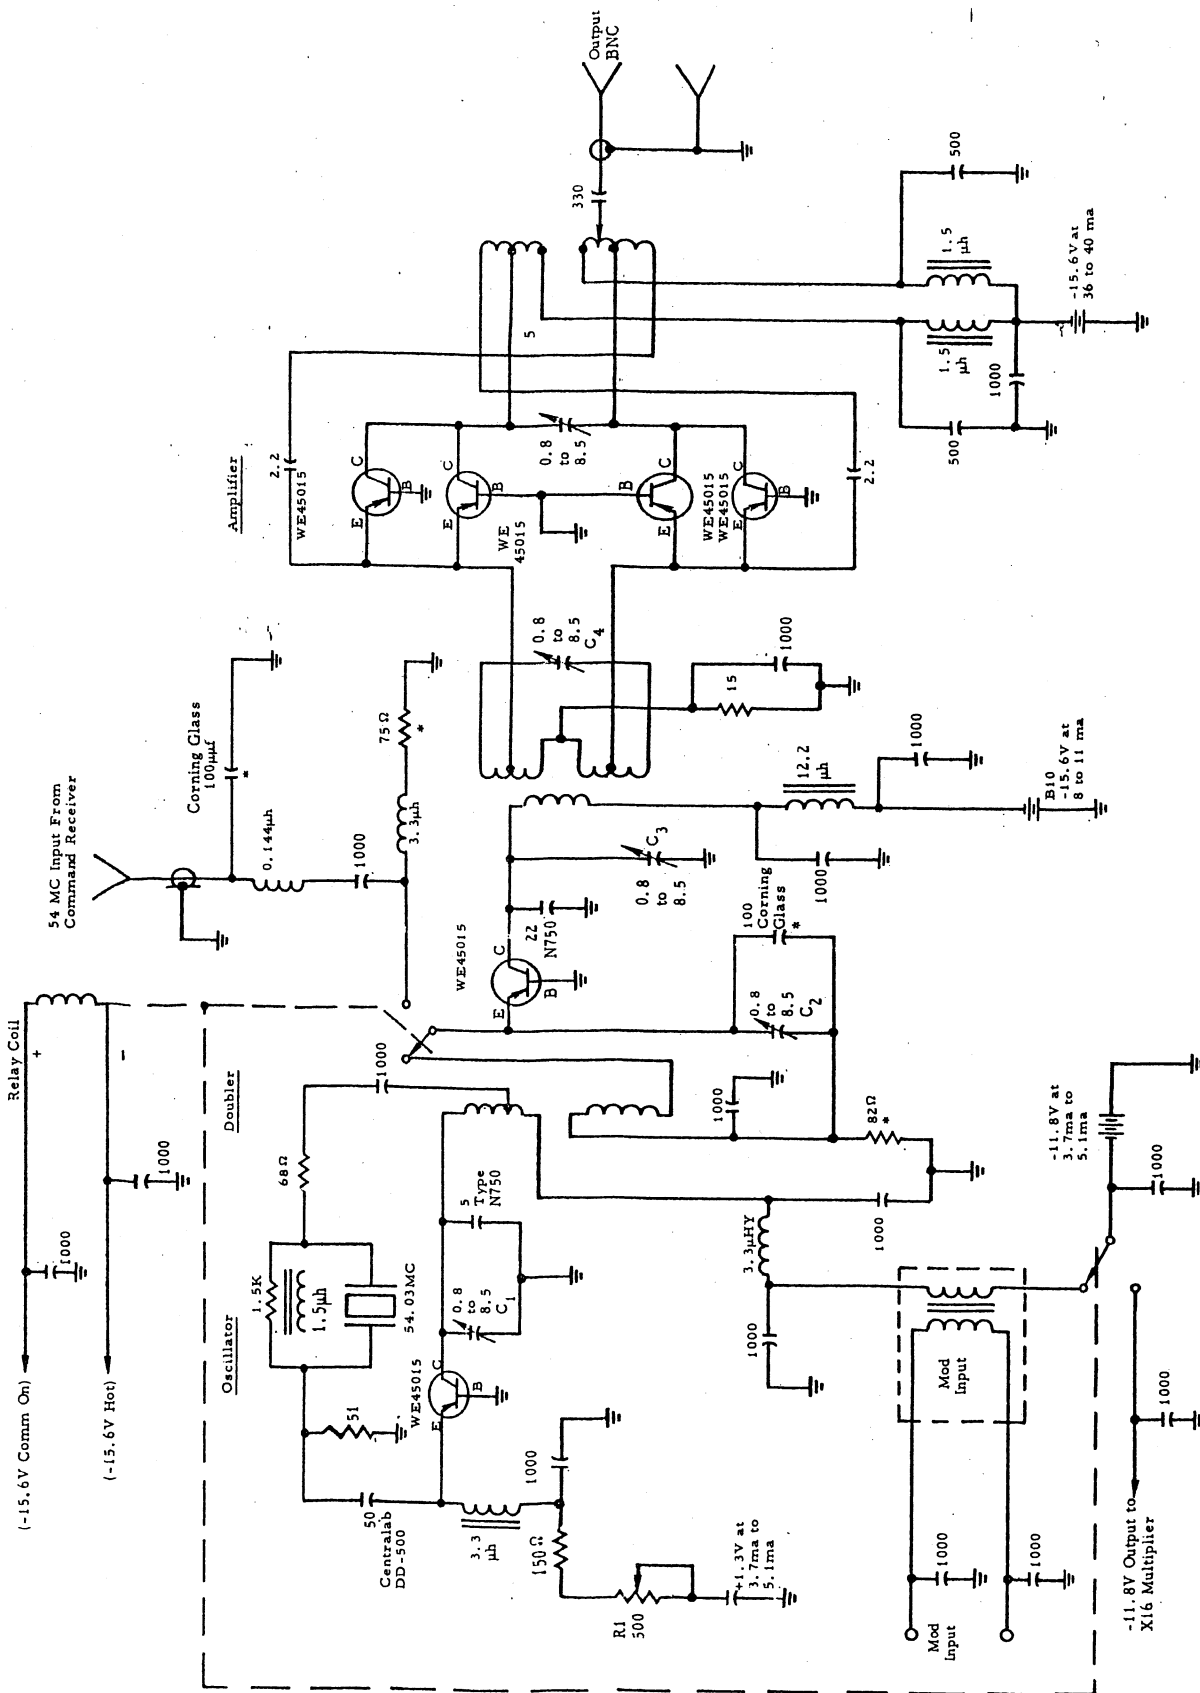 Output
BNC
330
500
1.5
μh
1.5
μh
-15.6V at
36 to 40 ma
1000
500
5
Amplifier
2.2
WE45015
C
B
E
C
B
E
WE
45015
0.8
to
8.5
B
C
E
WE45015
WE45015
C
B
E
2.2
0.8
to
8.5
C4
15
1000
Corning Glass
100μμf
*
54 MC Input From
Command Receiver
0.144μh
1000
75Ω
*
3.3μh
12.2
μh
1000
B10
-15.6V at
8 to 11 ma
1000
0.8
to
8.5
C3
22
N750
WE45015
C
B
E
100
Corning
Glass
*
0.8
to
8.5
C2
Relay Coil
+
-
1000
1000
(-15.6V Comm On)
(-15.6V Hot)
Doubler
1000
68Ω
1000
82Ω
*
5
Type
N750
1.5K
1.5μh
54.03MC
Oscillator
0.8
to
8.5
C1
WE45015
C
B
E
51
50
Centralab
DD-500
3.3
μh
1000
150Ω
R1
500
+1.3V at
3.7ma to
5.1ma
3.3μHY
1000
1000
-11.8V at
3.7ma to
5.1ma
1000
Mod
Input
Mod
Input
1000
1000
1000
-11.8V Output to
X16 Multiplier